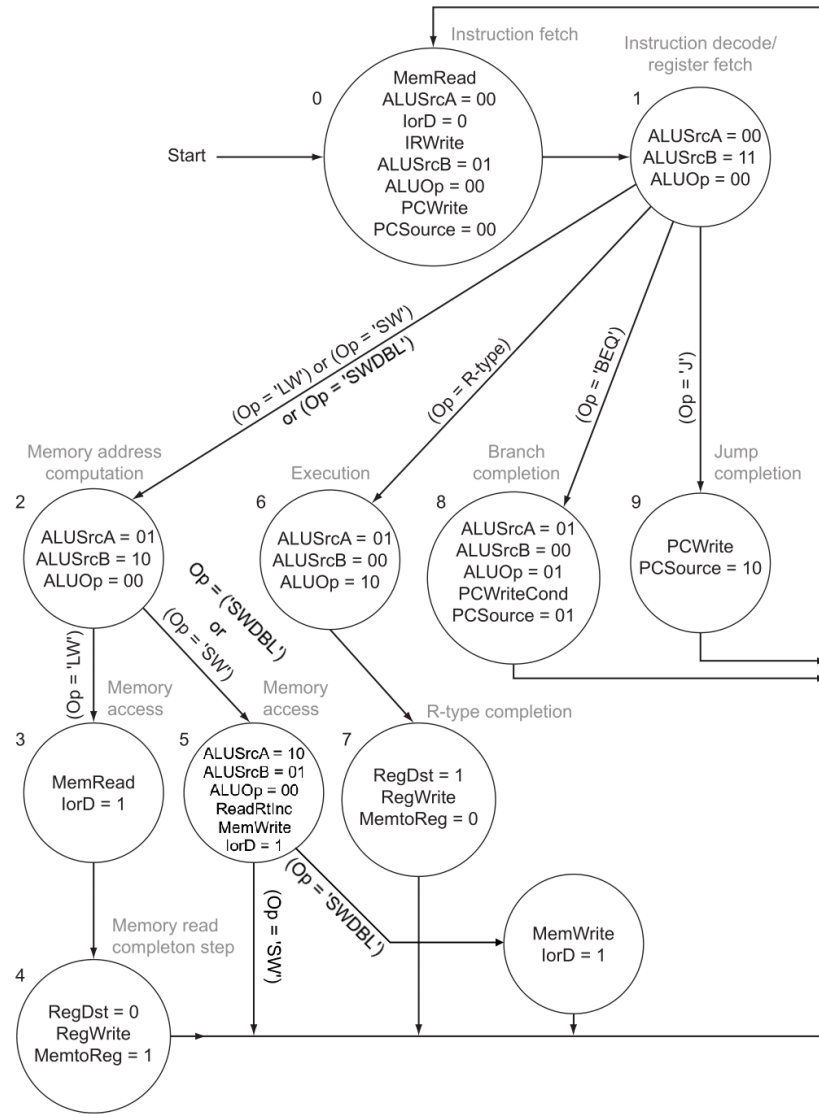 Instruction fetch
Instruction decode/
register fetch
0
MemRead
ALUSrcA = 00
IorD = 0
IRWrite
ALUSrcB = 01
ALUOp = 00
PCWrite
PCSource = 00
1
ALUSrcA = 00
ALUSrcB = 11
ALUOp = 00
Start
(Op = 'LW') or (Op = 'SW')
or (Op = 'SWDBL')
(Op = R-type)
(Op = 'BEQ')
(Op = 'J')
Memory address
computation
2
ALUSrcA = 01
ALUSrcB = 10
ALUOp = 00
Execution
6
ALUSrcA = 01
ALUSrcB = 00
ALUOp = 10
Branch
completion
8
ALUSrcA = 01
ALUSrcB = 00
ALUOp = 01
PCWriteCond
PCSource = 01
Jump
completion
9
PCWrite
PCSource = 10
Op = ('SWDBL')
or
(Op = 'SW')
(Op = 'LW')
Memory
access
3
MemRead
IorD = 1
Memory
access
5
ALUSrcA = 10
ALUSrcB = 01
ALUOp = 00
ReadRtInc
MemWrite
IorD = 1
R-type completion
7
RegDst = 1
RegWrite
MemtoReg = 0
(Op = 'SW')
(Op = 'SWDBL')
MemWrite
IorD = 1
Memory read
completon step
4
RegDst = 0
RegWrite
MemtoReg = 1